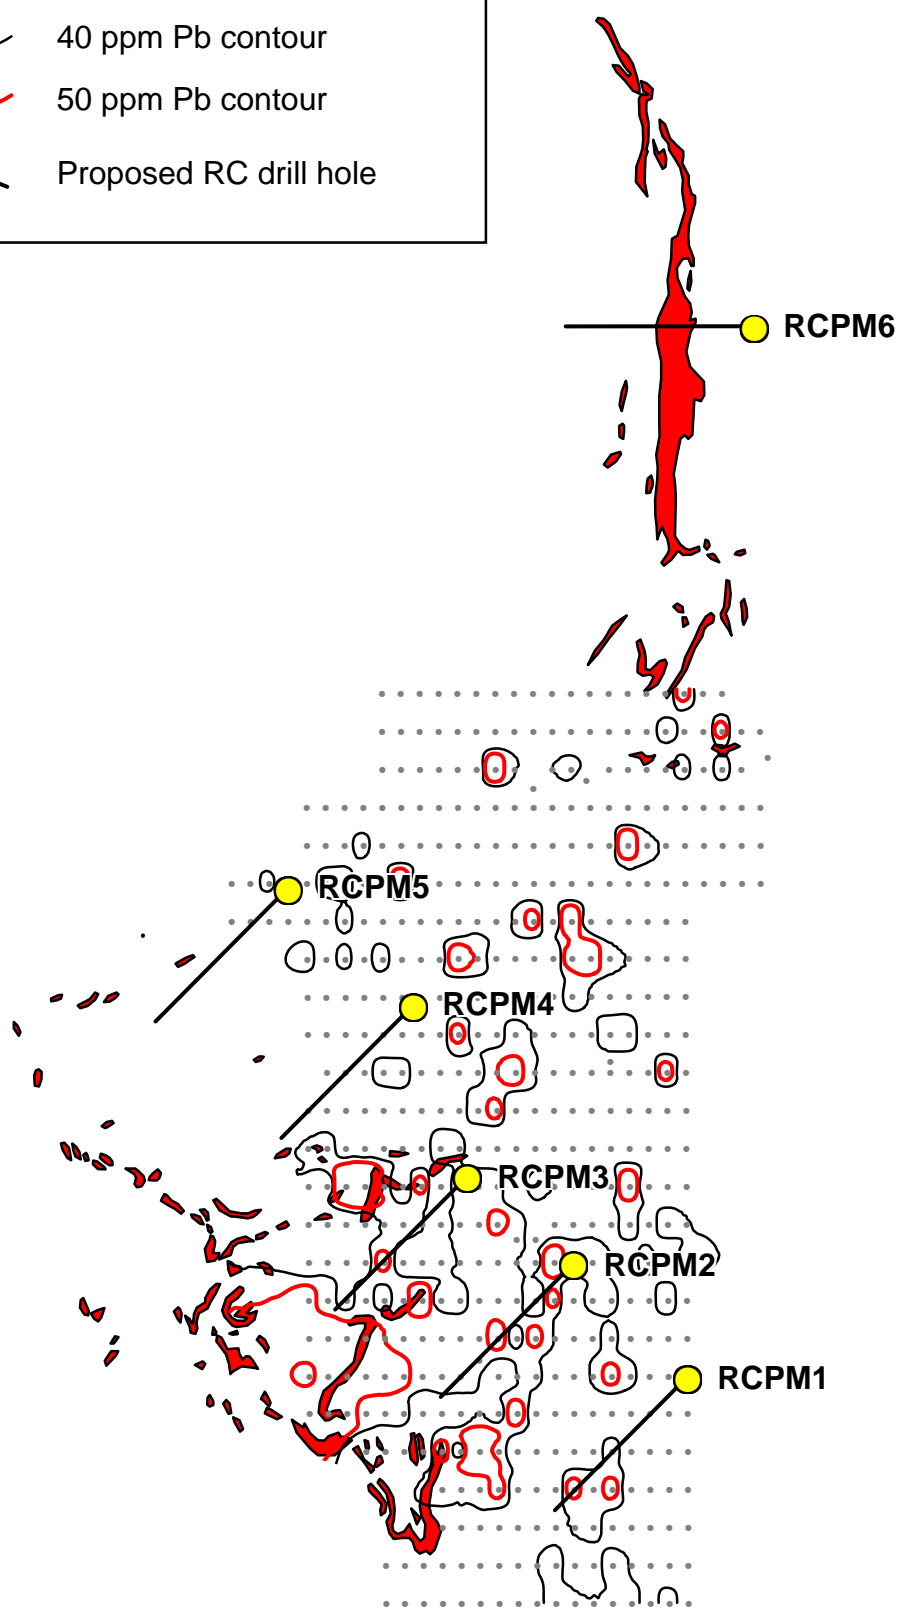 40 ppm Pb contour
50 ppm Pb contour
Proposed RC drill hole
RCPM6
RCPM5
RCPM4
RCPM3
RCPM2
RCPM1